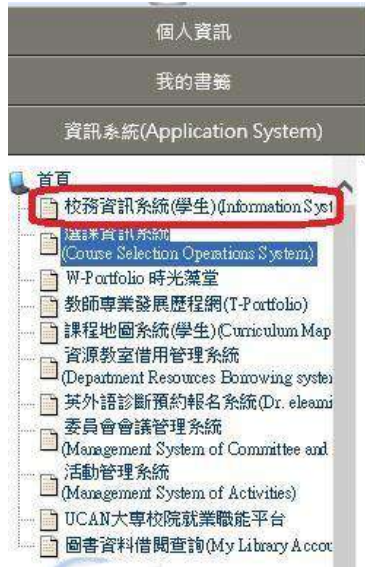 個人資訊
我的書籤
資訊系統(Application System)
首頁
校務資訊系統(學生)(Information Syst
選課資訊系統
(Course Selection Operations System)
W-Portfolio 時光藻堂
教師專業發展歷程網(T-Portfolio)
課程地圖系統(學生)(Curriculum Map
資源教室借用管理系統
(Department Resources Borrowing system
英外語診斷預約報名系統(Dr. elearni
委員會會議管理系統
(Management System of Committee and
活動管理系統
(Management System of Activities)
UCAN大專校院就業職能平台
圖書資料借閱查詢(My Library Accou